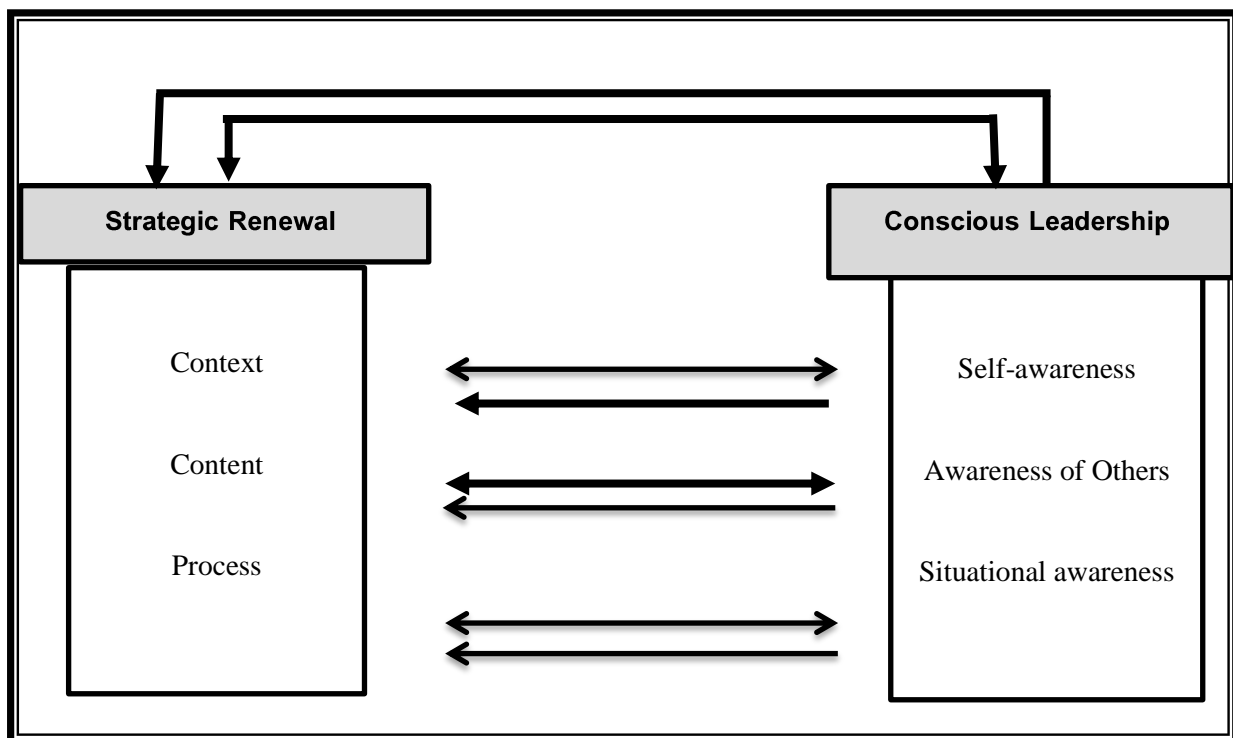 Strategic Renewal
Conscious Leadership
Context
Self-awareness
Content
Awareness of Others
Process
Situational awareness